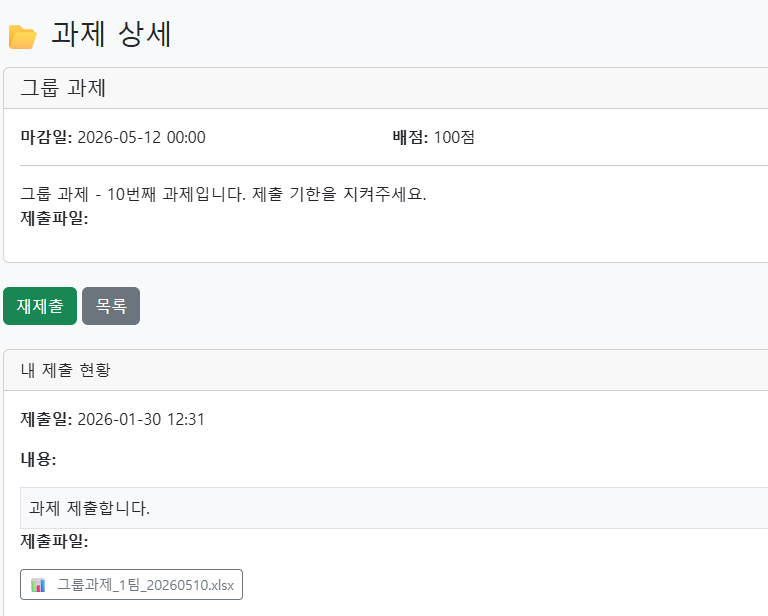 과제 상세
그룹 과제
마감일: 2026-05-12 00:00 배점: 100점
그룹 과제 - 10번째 과제입니다. 제출 기한을 지켜주세요.
제출파일:
재제출 목록
내 제출 현황
제출일: 2026-01-30 12:31
내용:
과제 제출합니다.
제출파일:
그룹과제_1팀_20260510.xlsx